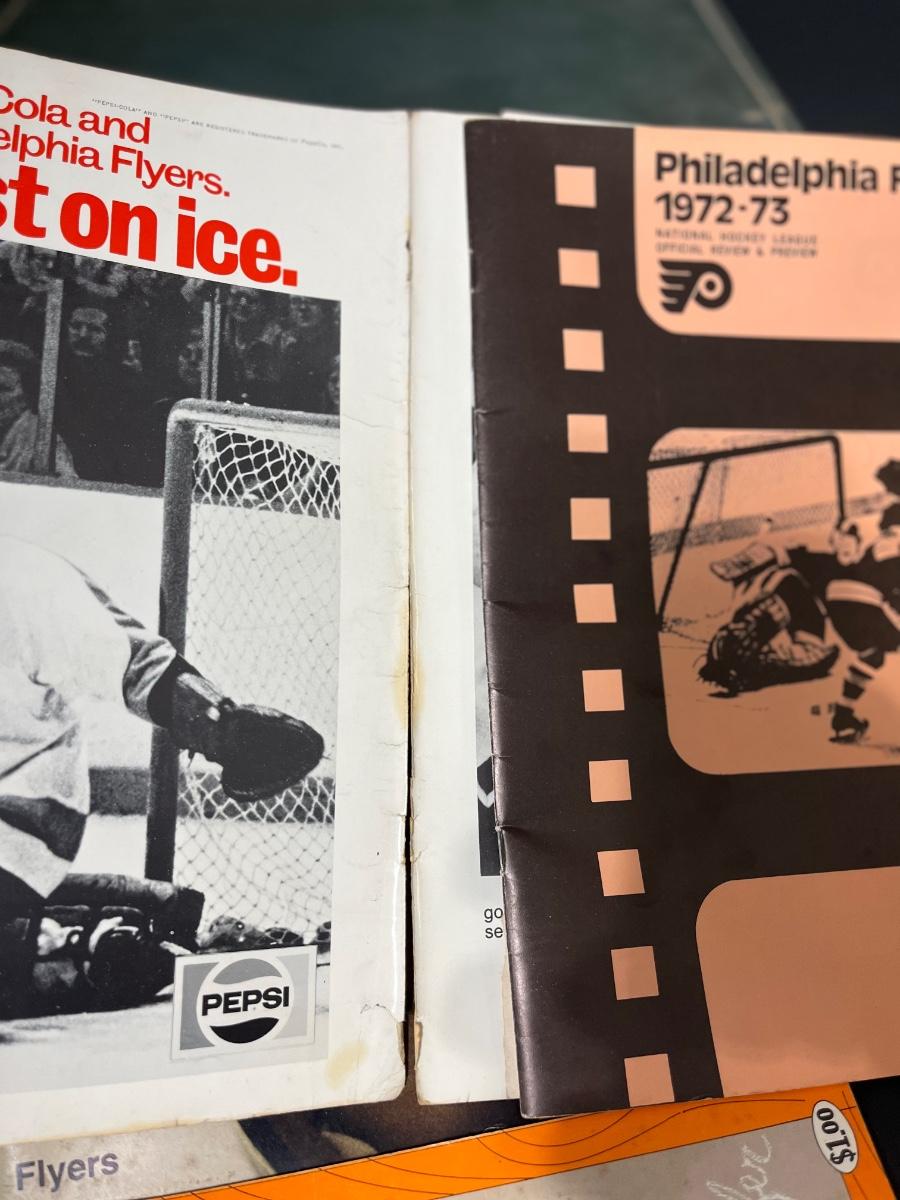 "PEPSI-COLA" AND "PEPSI" ARE REGISTERED TRADEMARKS OF PepsiCo, INC.
Cola and
elphia Flyers.
st on ice.
PEPSI
Philadelphia F
1972·73
NATIONAL HOCKEY LEAGUE
OFFICIAL REVIEW & PREVIEW
go
se
Flyers
$1.00